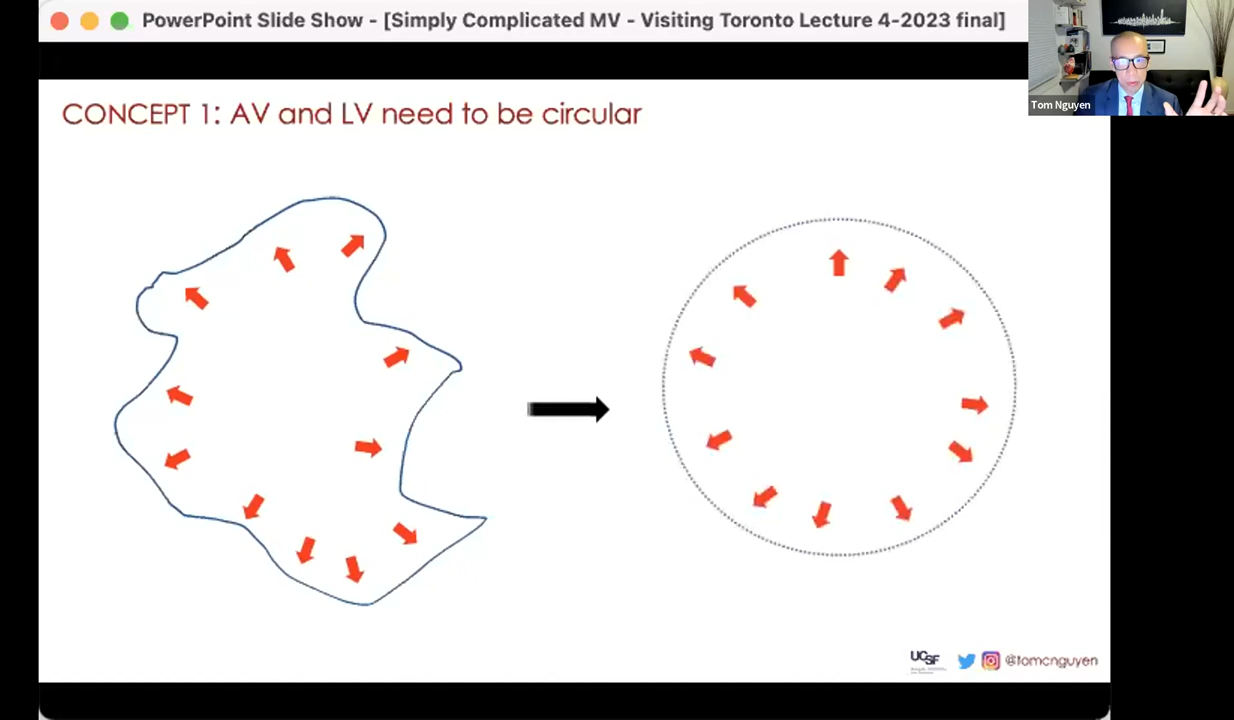 PowerPoint Slide Show - [Simply Complicated MV - Visiting Toronto Lecture 4-2023 final]
Tom Nguyen
CONCEPT 1: AV and LV need to be circular
UCSF
@tomcnguyen